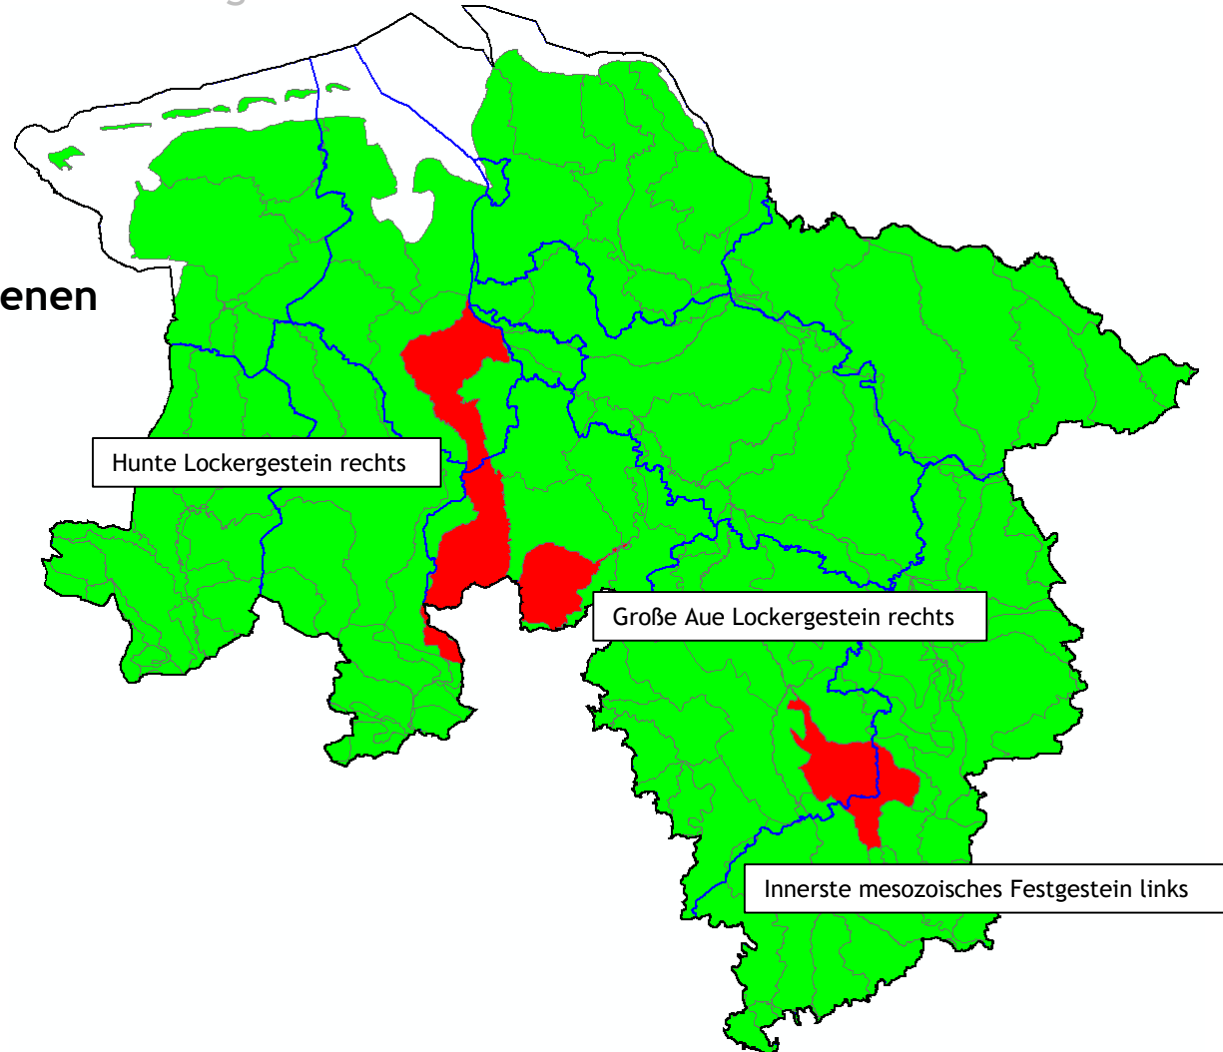 enen
Hunte Lockergestein rechts
Große Aue Lockergestein rechts
Innerste mesozoisches Festgestein links